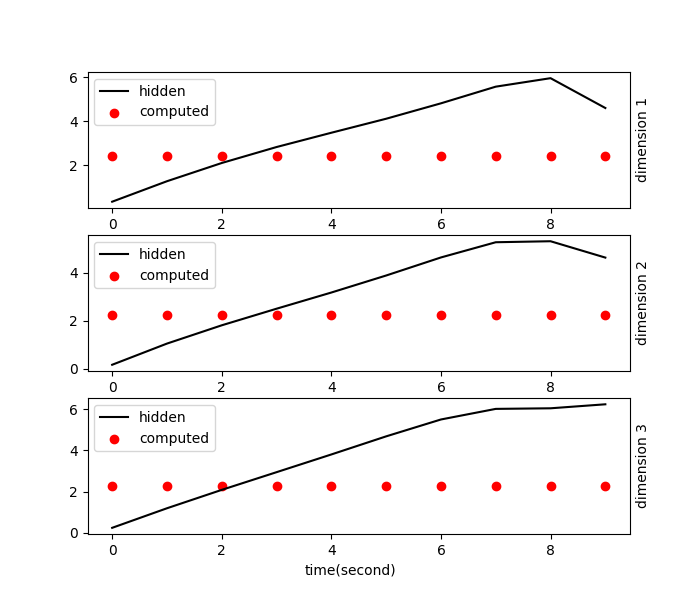 hidden
computed
6
4
2
0 2 4 6 8
dimension 1
hidden
computed
4
2
0
0 2 4 6 8
dimension 2
hidden
computed
6
4
2
0
0 2 4 6 8
dimension 3
time(second)